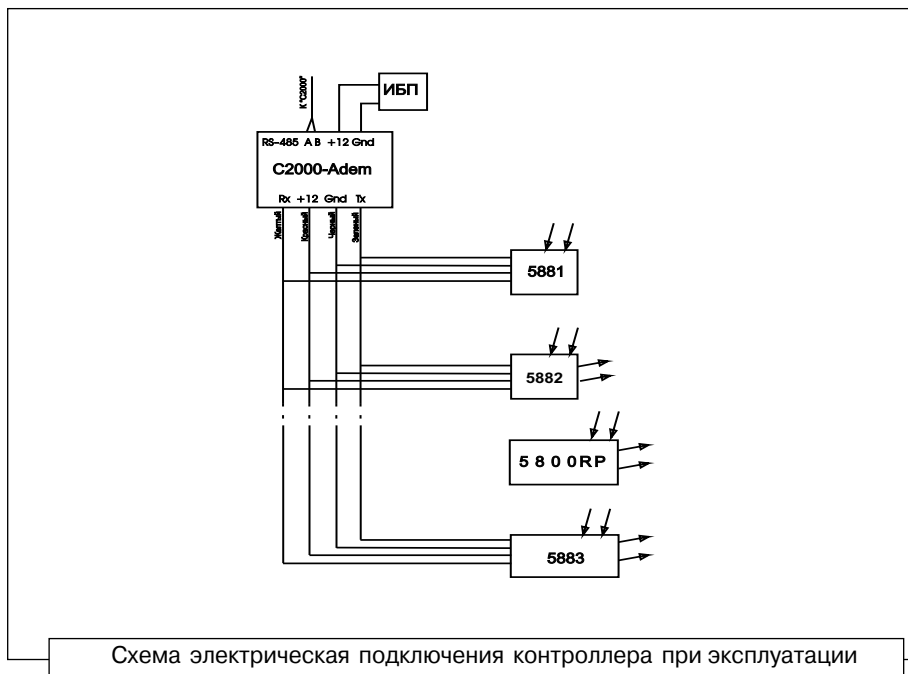 К "С2000"
ИБП
RS-485 A B +12 Gnd
C2000-Adem
Rx +12 Gnd Tx
Желтый
Красный
Черный
Зеленый
5881
5882
5800RP
5883
Схема электрическая подключения контроллера при эксплуатации